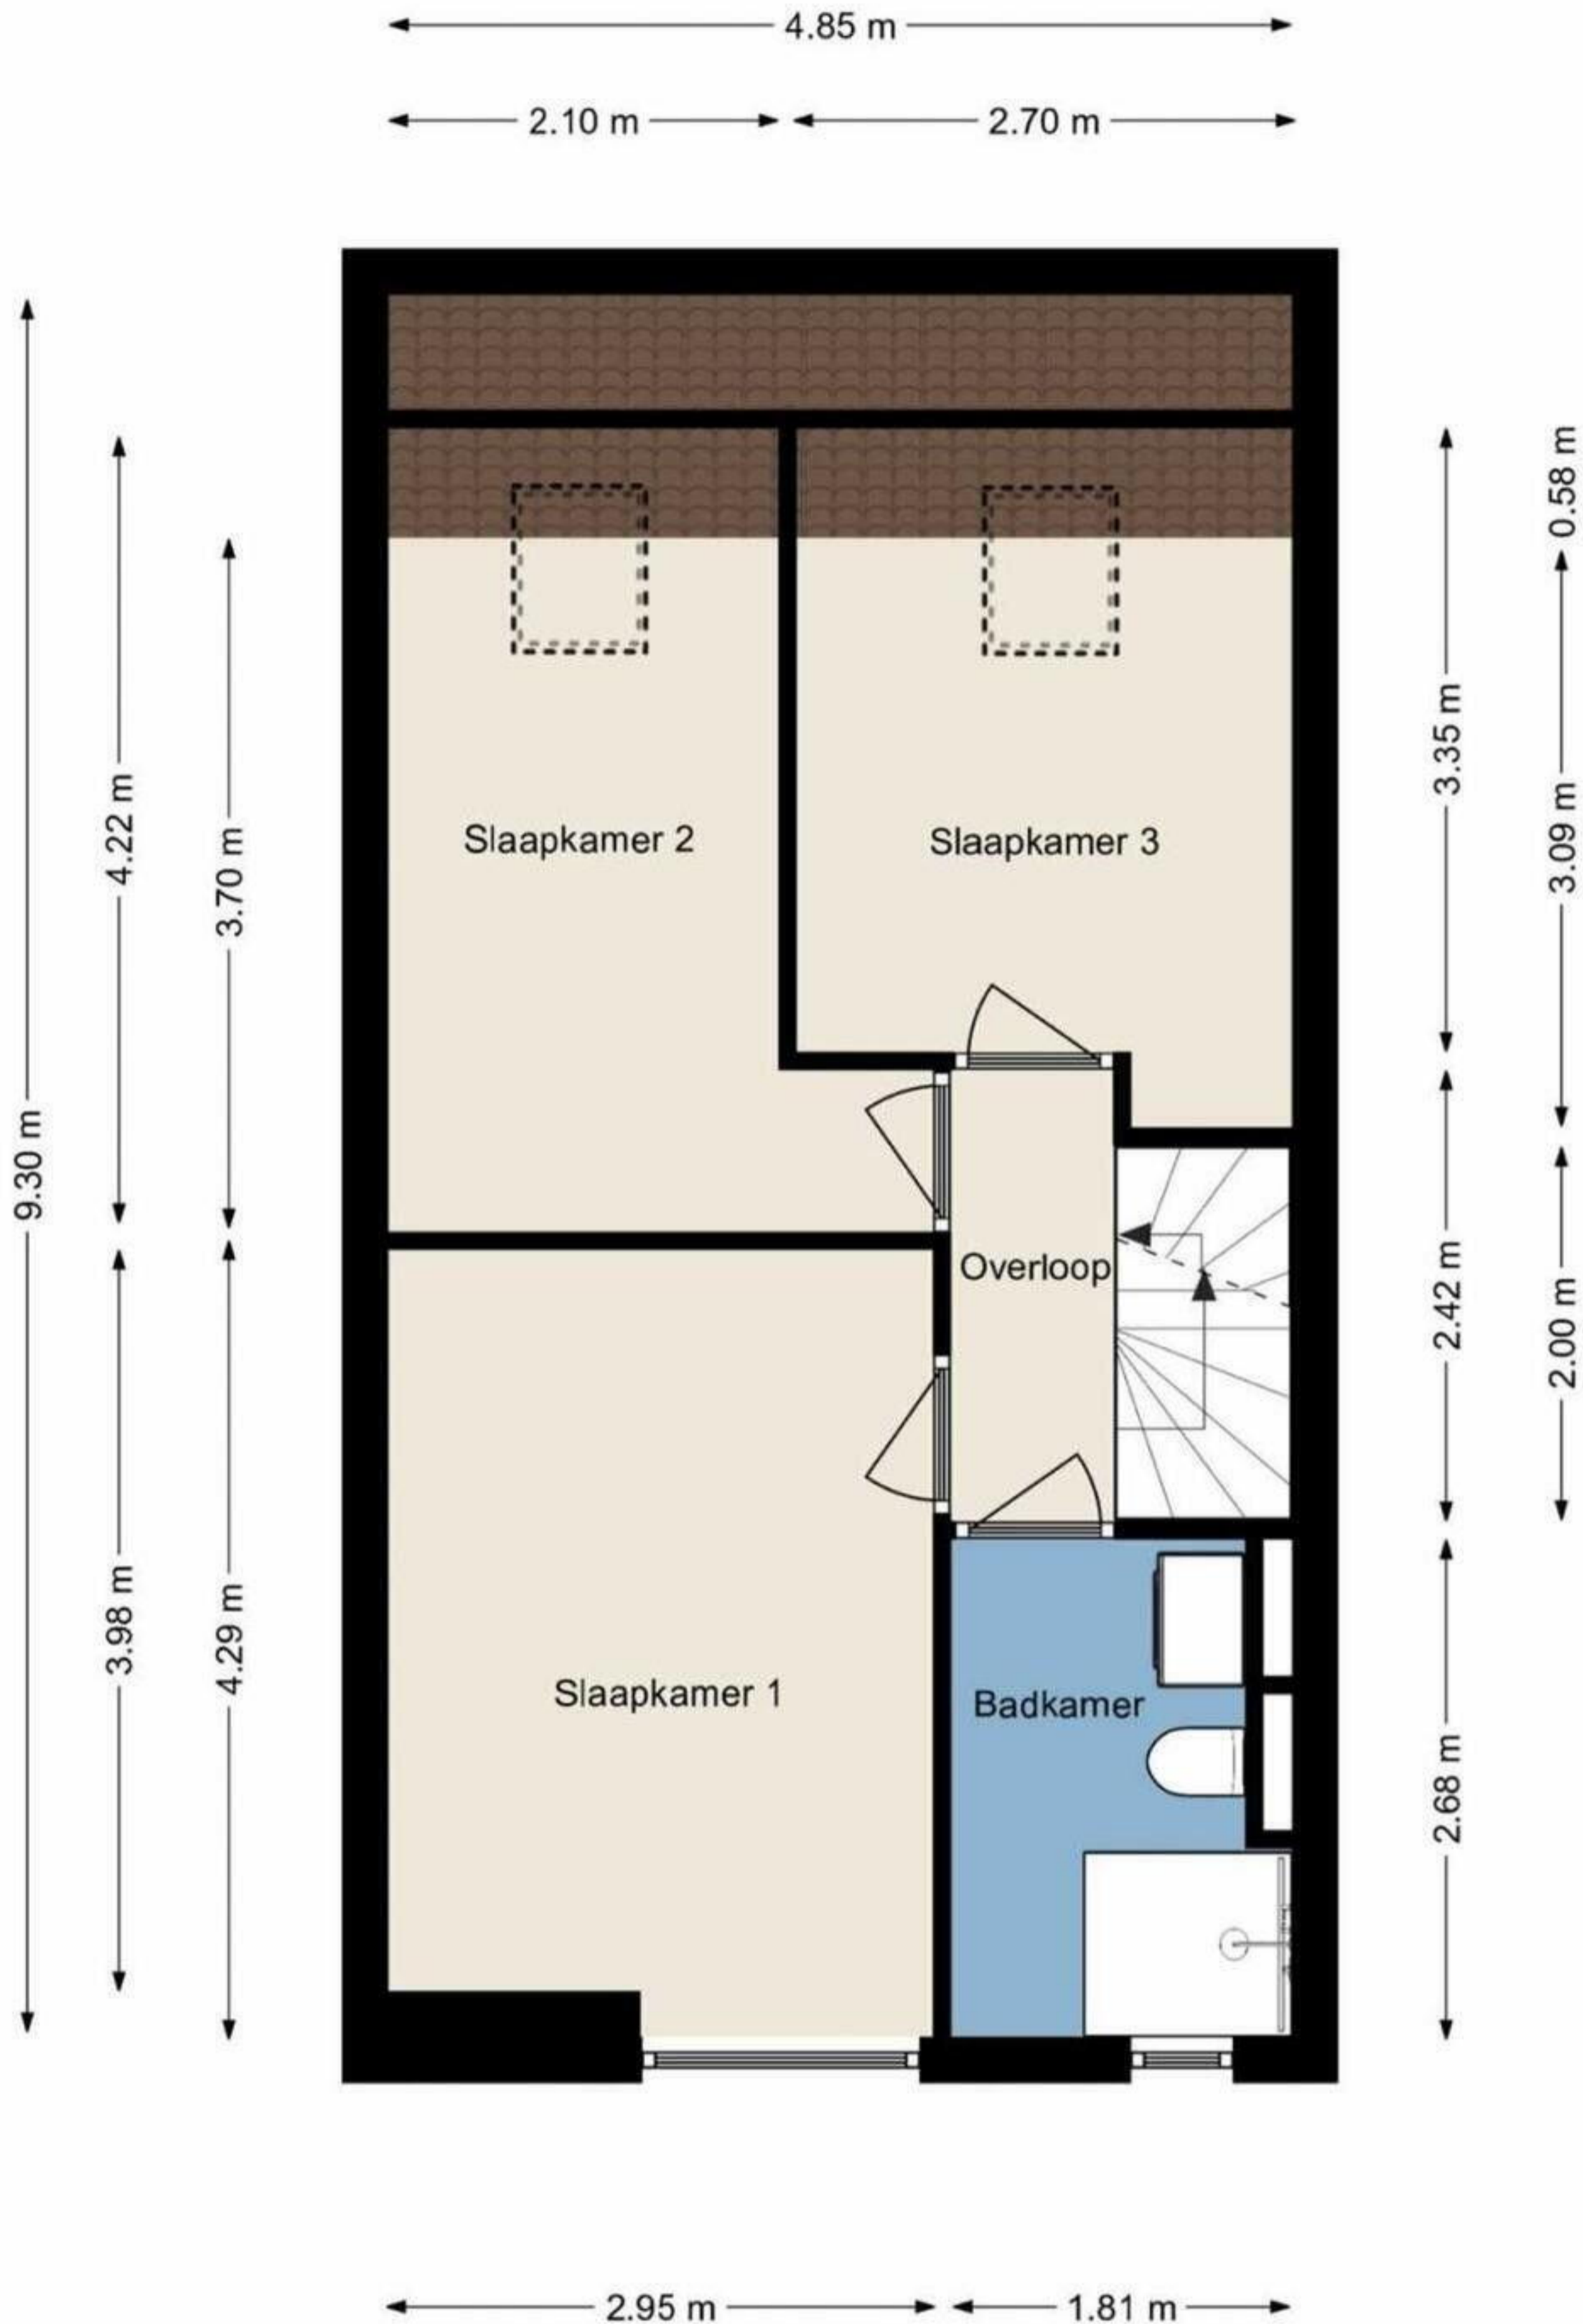 4.85 m
2.10 m
2.70 m
0.58 m
3.35 m
4.22 m
3.70 m
3.09 m
Slaapkamer 2
Slaapkamer 3
9.30 m
Overloop
2.42 m
2.00 m
3.98 m
4.29 m
Slaapkamer 1
Badkamer
2.68 m
2.95 m
1.81 m